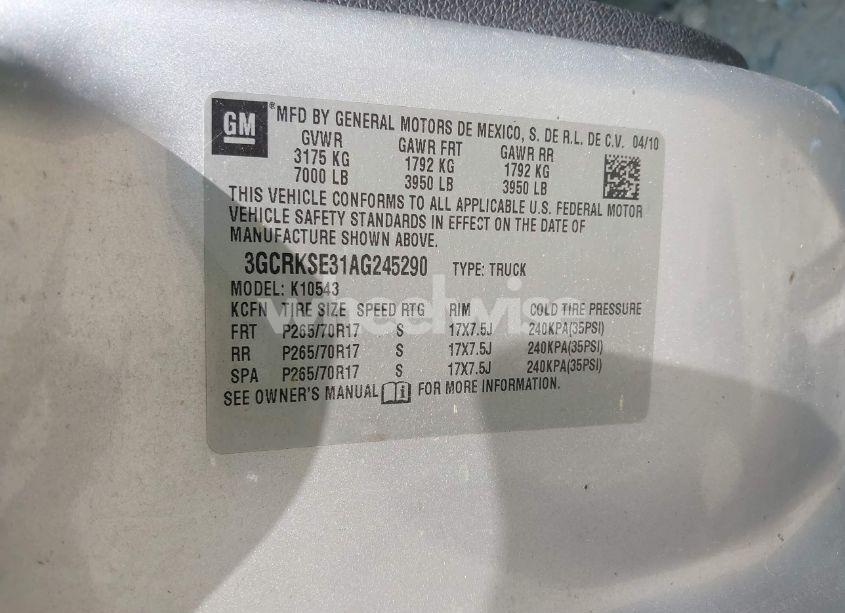 GM ® MFD BY GENERAL MOTORS DE MEXICO, S. DE R.L. DE C.V. 04/10
GVWR GAWR FRT GAWR RR
3175 KG 1792 KG 1792 KG
7000 LB 3950 LB 3950 LB
THIS VEHICLE CONFORMS TO ALL APPLICABLE U.S. FEDERAL MOTOR
VEHICLE SAFETY STANDARDS IN EFFECT ON THE DATE OF
MANUFACTURE SHOWN ABOVE.
3GCRKSE31AG245290 TYPE: TRUCK
MODEL: K10543
KCFN TIRE SIZE SPEED RTG RIM COLD TIRE PRESSURE
FRT P265/70R17 S 17X7.5J 240KPA(35PSI)
RR P265/70R17 S 17X7.5J 240KPA(35PSI)
SPA P265/70R17 S 17X7.5J 240KPA(35PSI)
SEE OWNER'S MANUAL FOR MORE INFORMATION.